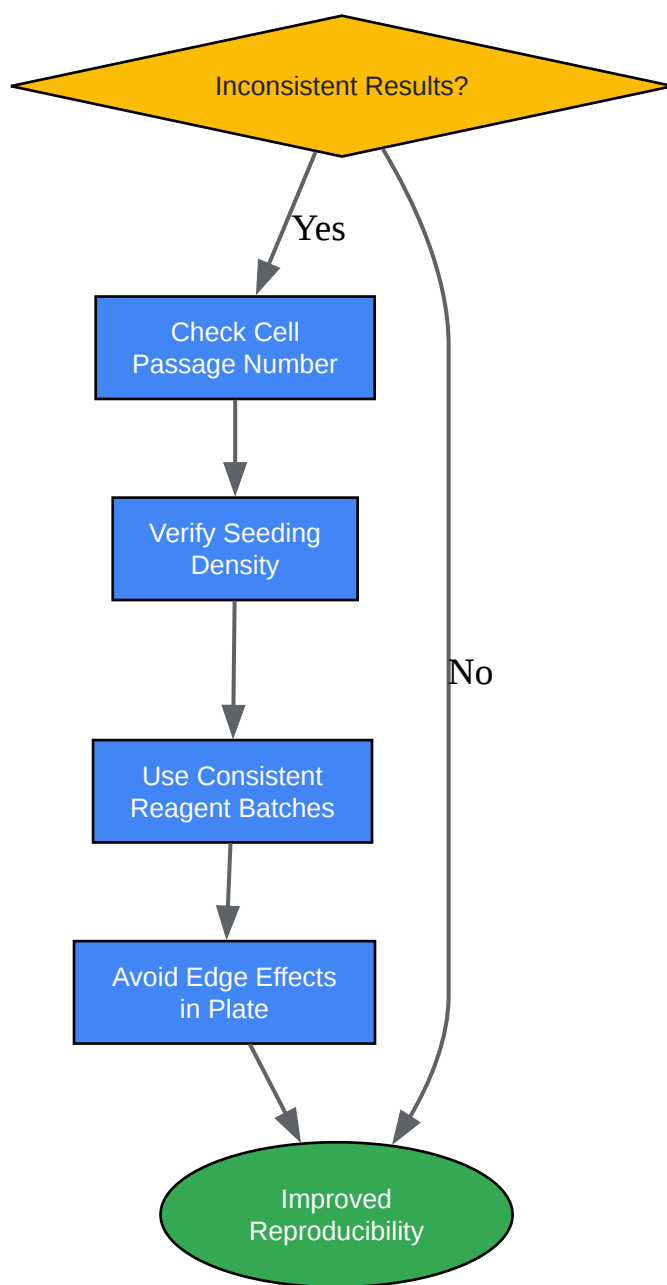 Inconsistent Results?
Yes
Check Cell
Passage Number
Verify Seeding
Density
No
Use Consistent
Reagent Batches
Avoid Edge Effects
in Plate
Improved
Reproducibility